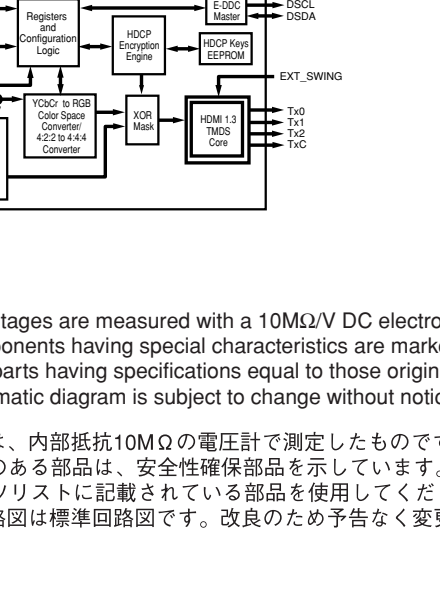 E-DDC
Master
DSCL
DSDA
Registers
and
Configuration
Logic
HDCP
Encryption
Engine
HDCP Keys
EEPROM
EXT_SWING
YCbCr to RGB
Color Space
Converter/
4:2:2 to 4:4:4
Converter
XOR
Mask
HDMI 1.3
TMDS
Core
Tx0
Tx1
Tx2
TxC
tages are measured with a 10MΩ/V DC electro
onents having special characteristics are marke
parts having specifications equal to those origin
matic diagram is subject to change without notic
は、内部抵抗10MΩの電圧計で測定したものです
のある部品は、安全性確保部品を示しています。
ツリストに記載されている部品を使用してくだ
路図は標準回路図です。改良のため予告なく変更